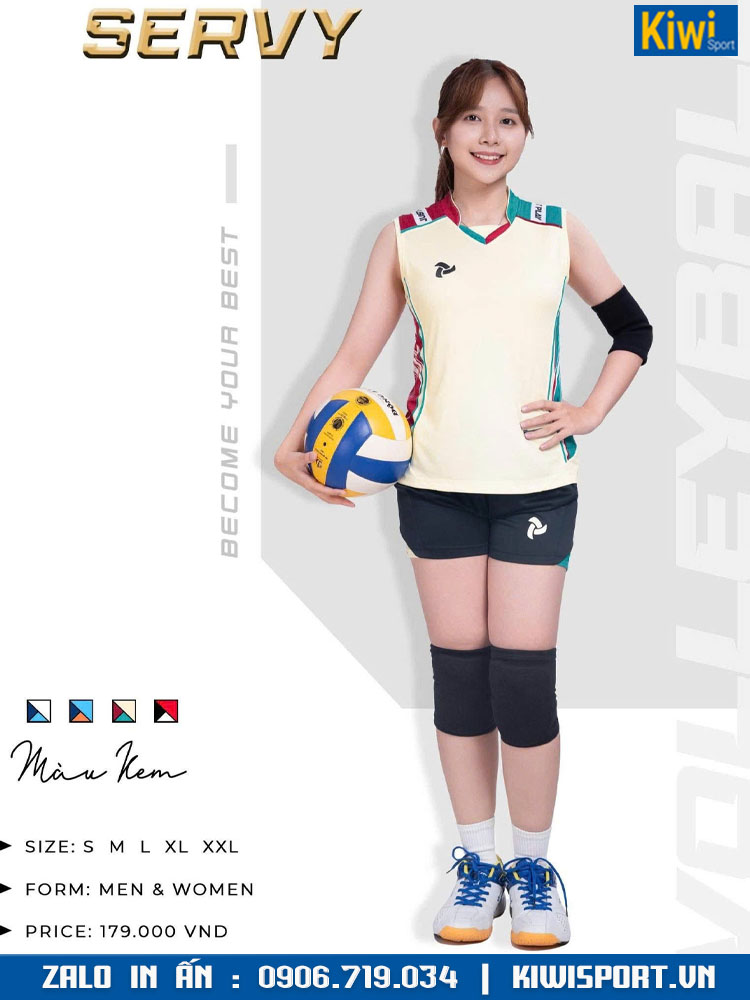 SERVY
Kiwi
Sport
BECOME YOUR BEST
VOLLEYBALL
PLAY
Màu Kem
SIZE: S M L XL XXL
FORM: MEN & WOMEN
PRICE: 179.000 VND
ZALO IN ẤN : 0906.719.034 | KIWISPORT.VN